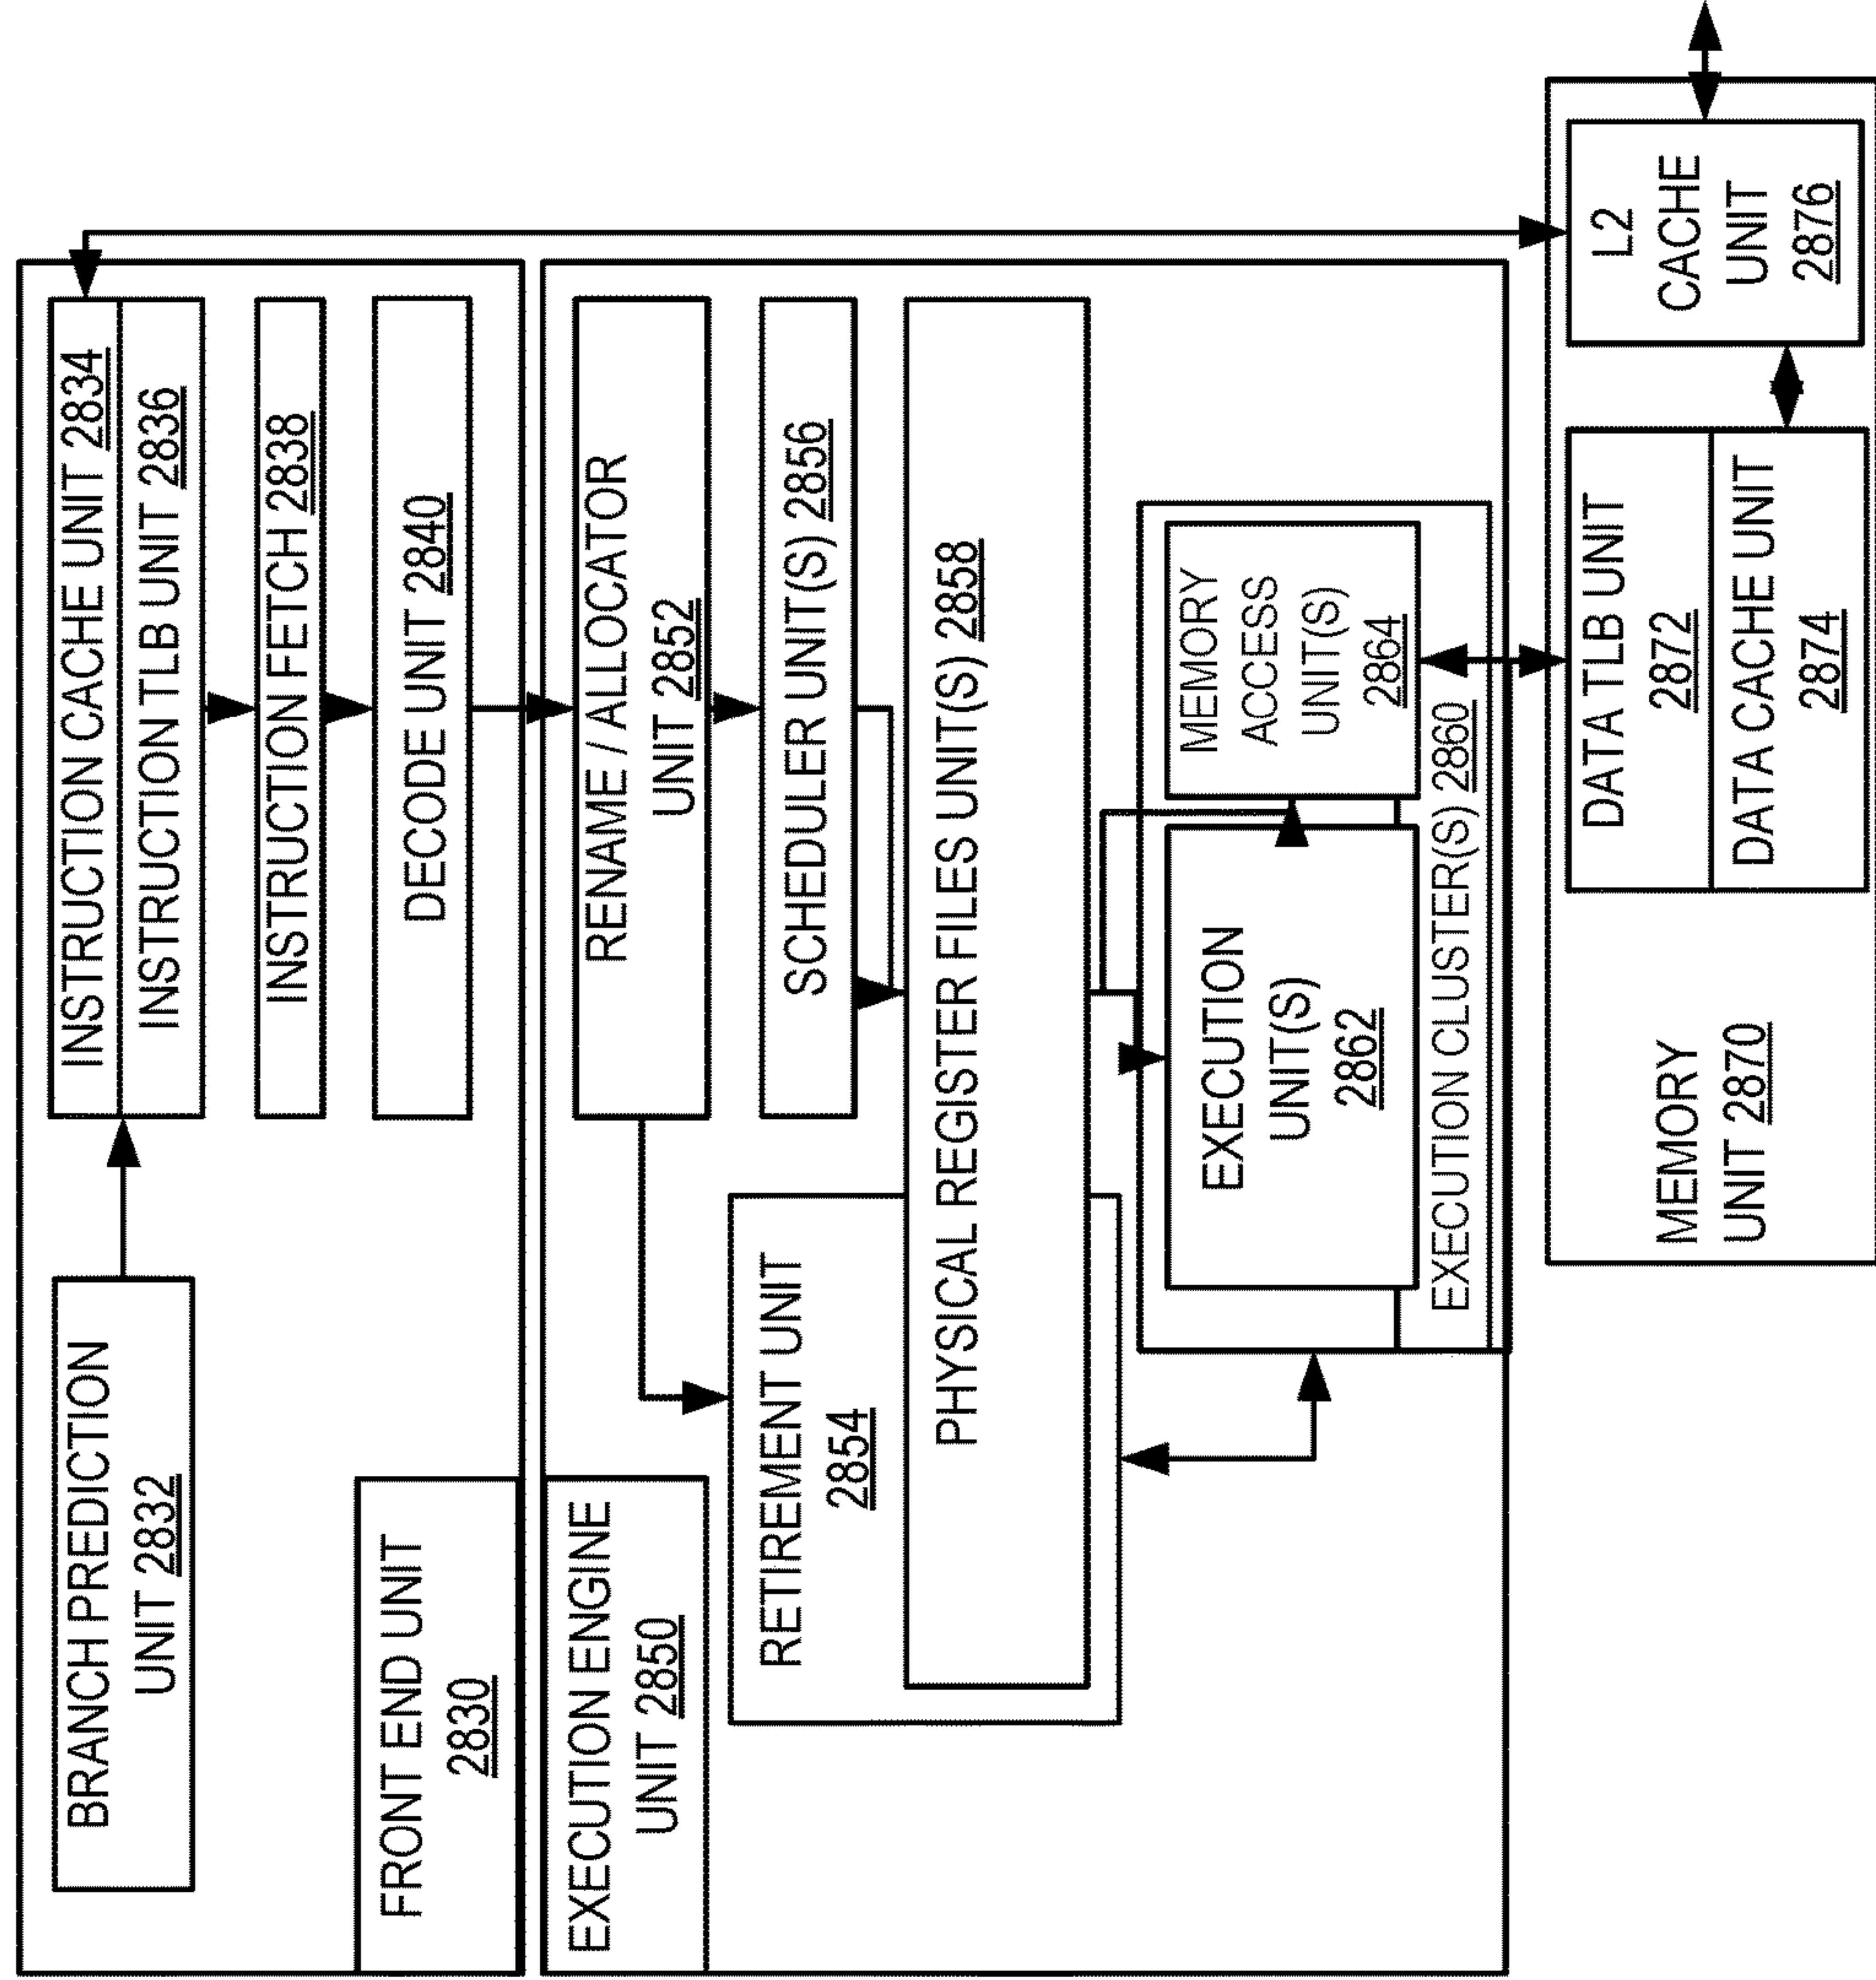 BRANCH PREDICTION
UNIT 2832
INSTRUCTION CACHE UNIT 2834
INSTRUCTION TLB UNIT 2836
INSTRUCTION FETCH 2838
DECODE UNIT 2840
FRONT END UNIT
2830
EXECUTION ENGINE
UNIT 2850
RENAME / ALLOCATOR
UNIT 2852
RETIREMENT UNIT
2854
SCHEDULER UNIT(S) 2856
PHYSICAL REGISTER FILES UNIT(S) 2858
EXECUTION
UNIT(S)
2862
MEMORY
ACCESS
UNIT(S)
2864
EXECUTION CLUSTER(S) 2860
MEMORY
UNIT 2870
DATA TLB UNIT
2872
DATA CACHE UNIT
2874
L2
CACHE
UNIT
2876